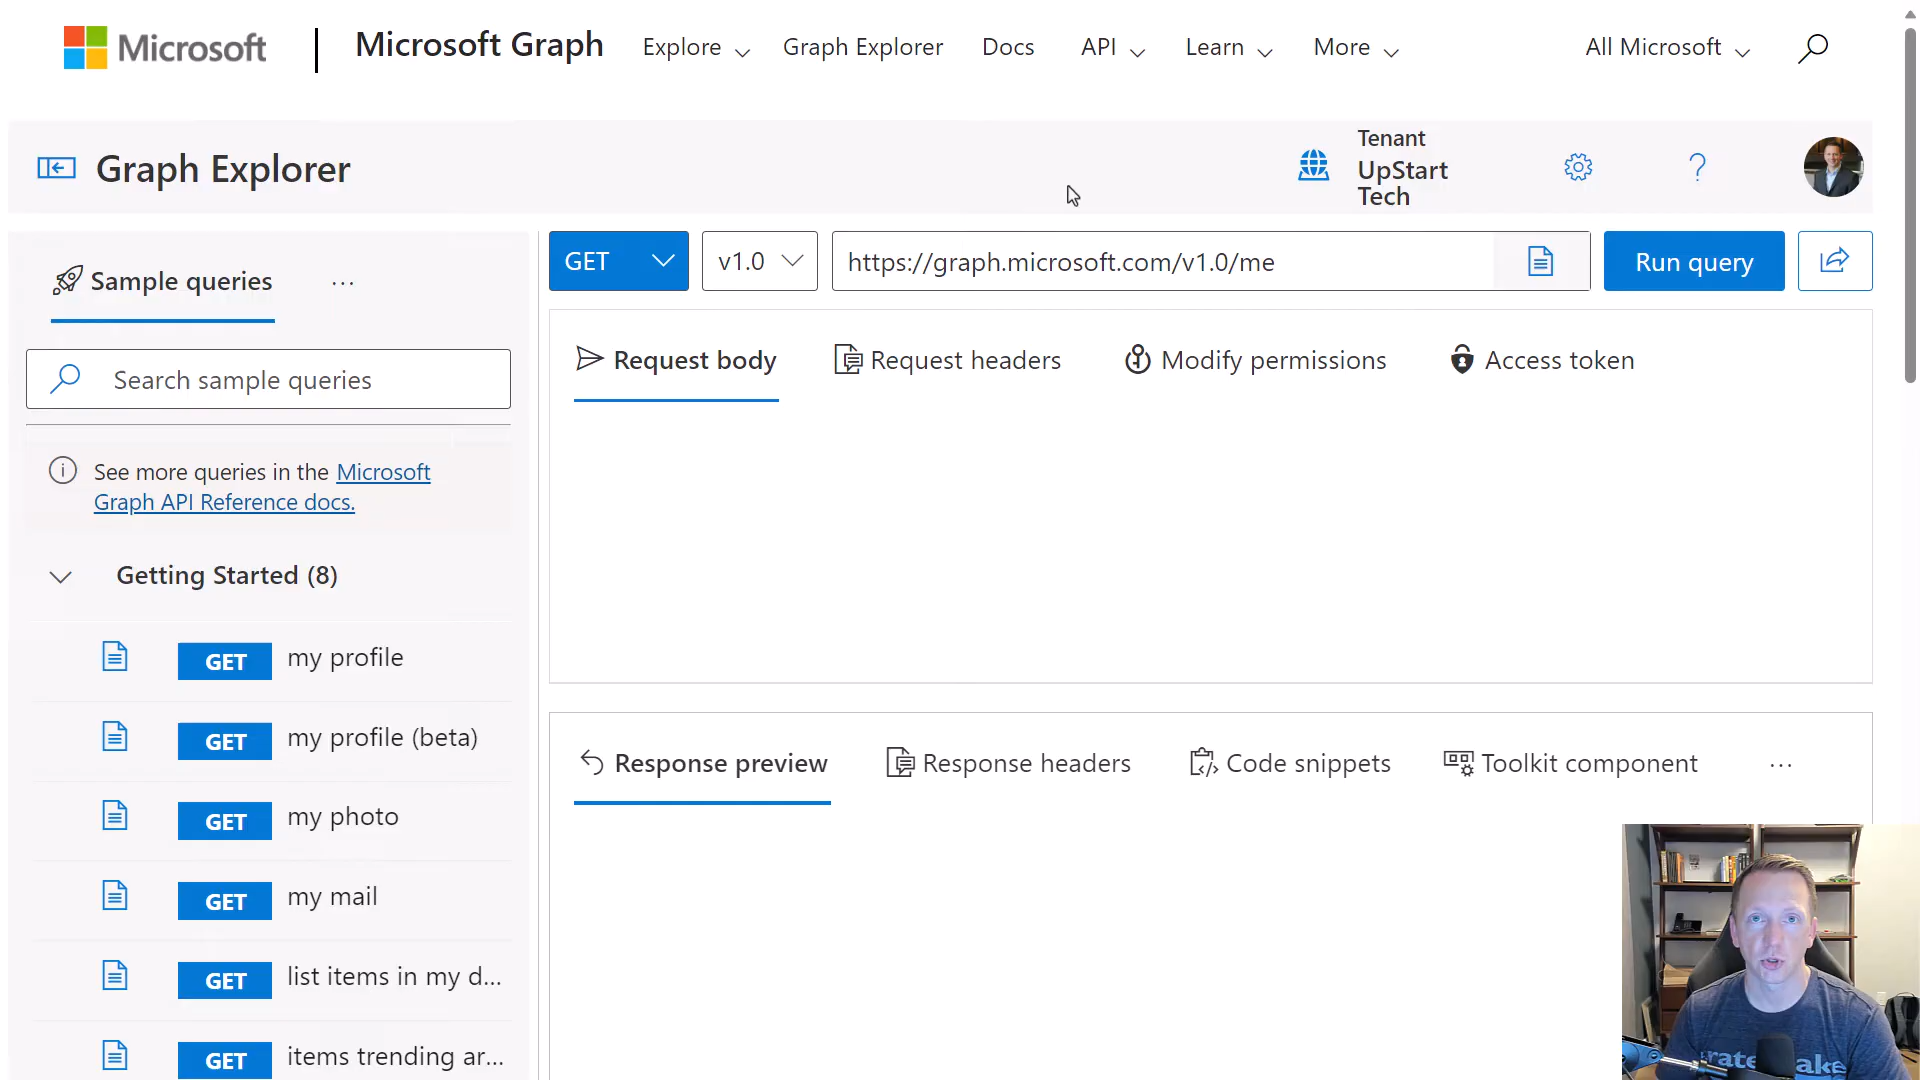 Microsoft
Microsoft Graph
Explore
Graph Explorer
Docs
API
Learn
More
All Microsoft
Graph Explorer
Tenant
UpStart
Tech
Sample queries
...
GET
v1.0
https://graph.microsoft.com/v1.0/me
Run query
Search sample queries
Request body
Request headers
Modify permissions
Access token
See more queries in the Microsoft
Graph API Reference docs.
Getting Started (8)
GET my profile
GET my profile (beta)
GET my photo
GET my mail
GET list items in my d...
GET items trending ar...
Response preview
Response headers
Code snippets
Toolkit component
...